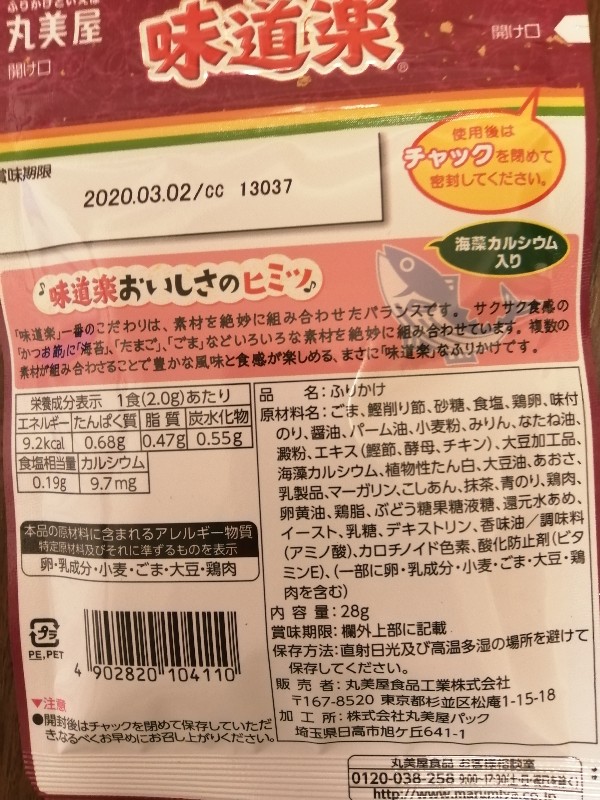 ふりかけといえば
丸美屋
味道楽®
開け口
開け口
使用後は
チャックを閉めて
密封してください。
賞味期限
2020.03.02/CC 13037
海藻カルシウム
入り
♪味道楽おいしさのヒミツ♪
「味道楽」一番のこだわりは、素材を絶妙に組み合わせたバランスです。 サクサク食感の
「かつお節」に「海苔」、「たまご」、「ごま」などいろいろな素材を絶妙に組み合わせています。複数の
素材が組み合わさることで豊かな風味と食感が楽しめる、まさに「味道楽」なふりかけです。
栄養成分表示 1食(2.0g)あたり
エネルギー たんぱく質 脂質 炭水化物
9.2kcal 0.68g 0.47g 0.55g
食塩相当量 カルシウム
0.19g 9.7mg
本品の原材料に含まれるアレルギー物質
特定原材料及びそれに準ずるものを表示
卵・乳成分・小麦・ごま・大豆・鶏肉
プラ
PE,PET
4 902820 104110
▼注意
●開封後はチャックを閉めて保存していただ
き、なるべくお早めにお召し上がりください。
品名:ふりかけ
原材料名:ごま、鰹削り節、砂糖、食塩、鶏卵、味付
のり、醤油、パーム油、小麦粉、みりん、なたね油、
澱粉、エキス(鰹節、酵母、チキン)、大豆加工品、
海藻カルシウム、植物性たん白、大豆油、あおさ、
乳製品、マーガリン、こしあん、抹茶、青のり、鶏肉、
卵黄油、鶏脂、ぶどう糖果糖液糖、還元水あめ、
イースト、乳糖、デキストリン、香味油/調味料
(アミノ酸)、カロチノイド色素、酸化防止剤(ビタ
ミンE)、(一部に卵・乳成分・小麦・ごま・大豆・鶏
肉を含む)
内容量:28g
賞味期限:欄外上部に記載
保存方法:直射日光及び高温多湿の場所を避けて
保存してください。
販売者:丸美屋食品工業株式会社
〒167-8520 東京都杉並区松庵1-15-18
加工所:株式会社丸美屋パック
埼玉県日高市旭ケ丘641-1
丸美屋食品 お客様相談室
0120-038-258 9:00~17:30(土・日・祝日を除く)
http://www.marumiya.co.jp